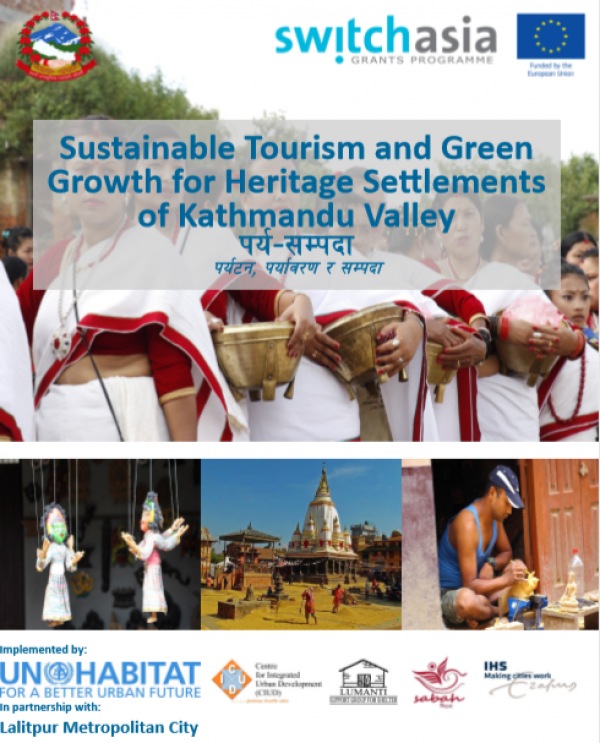 switchasia
GRANTS PROGRAMME
Funded by the
European Union
Sustainable Tourism and Green
Growth for Heritage Settlements
of Kathmandu Valley
पर्य-सम्पदा
पर्यटन, पर्यावरण र सम्पदा
Implemented by:
UN HABITAT
FOR A BETTER URBAN FUTURE
CIUD
Centre
for Integrated
Urban Development
(CIUD)
LUMANTI
SUPPORT GROUP FOR SHELTER
sabah
Nepal
IHS
Making cities work
Erasmus
In partnership with:
Lalitpur Metropolitan City